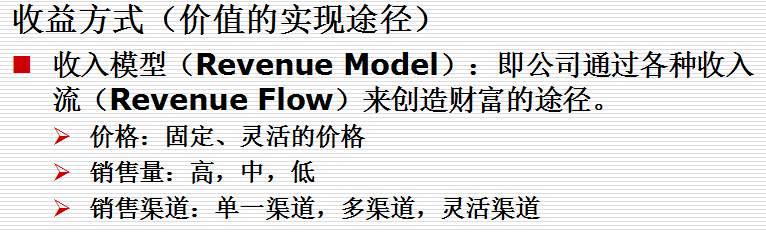 收益方式（价值的实现途径）
收入模型（Revenue Model）：即公司通过各种收入
流（Revenue Flow）来创造财富的途径。
价格：固定、灵活的价格
销售量：高，中，低
销售渠道：单一渠道，多渠道，灵活渠道